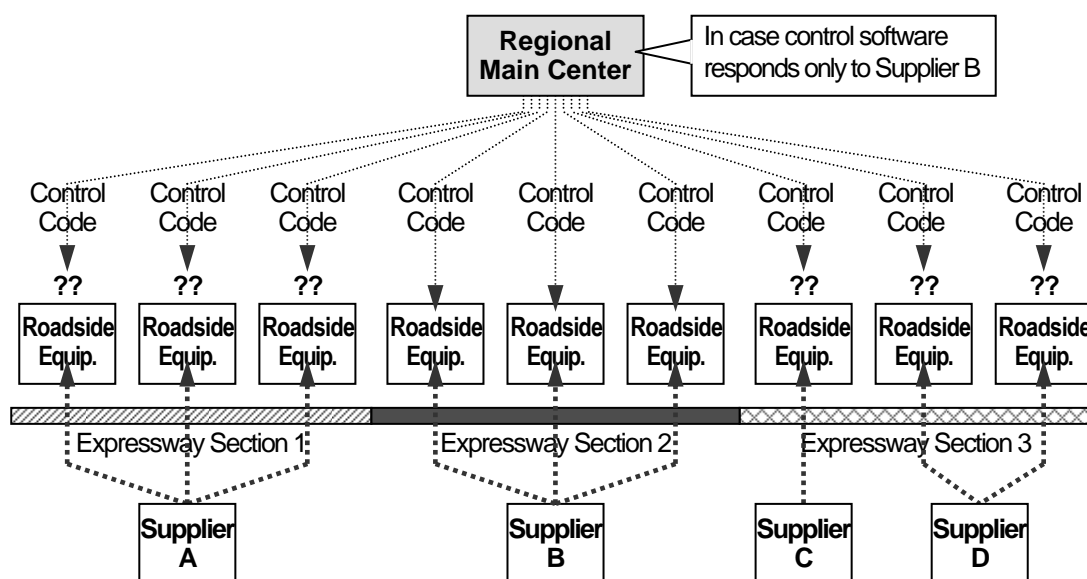 Regional
Main Center
In case control software
responds only to Supplier B
Control
Code
Control
Code
Control
Code
Control
Code
Control
Code
Control
Code
Control
Code
Control
Code
Control
Code
??
??
??
??
??
??
Roadside
Equip.
Roadside
Equip.
Roadside
Equip.
Roadside
Equip.
Roadside
Equip.
Roadside
Equip.
Roadside
Equip.
Roadside
Equip.
Roadside
Equip.
Expressway Section 1
Expressway Section 2
Expressway Section 3
Supplier
A
Supplier
B
Supplier
C
Supplier
D